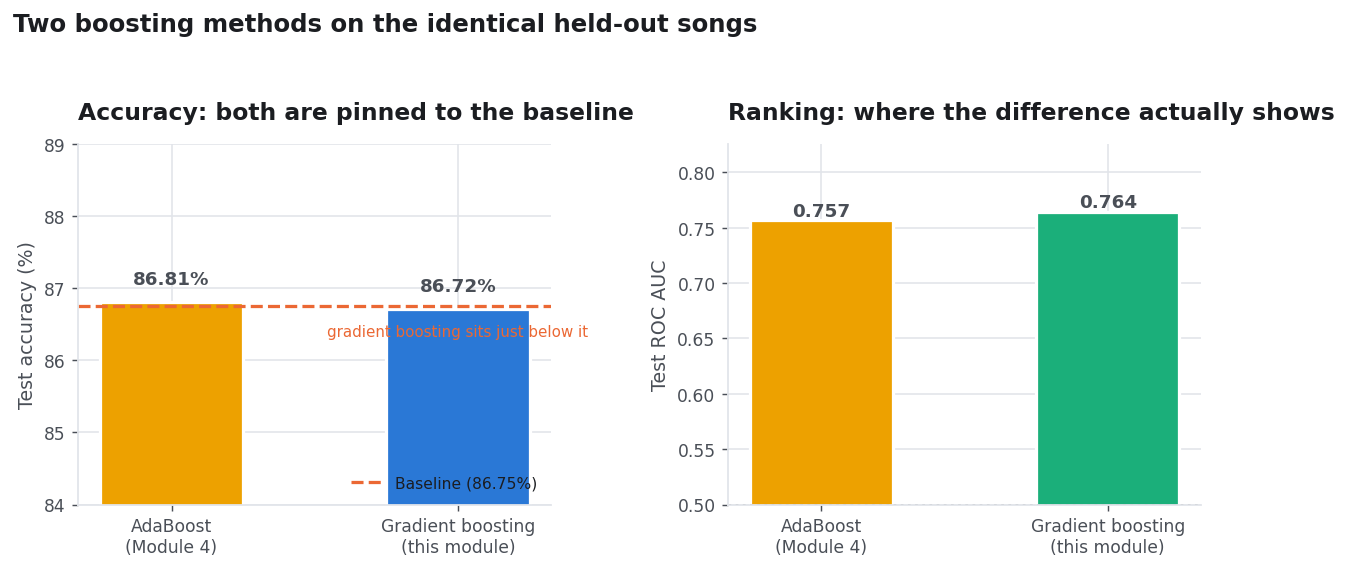 Two boosting methods on the identical held-out songs
Accuracy: both are pinned to the baseline
Test accuracy (%)
89
88
87
86
85
84
86.81%
86.72%
gradient boosting sits just below it
Baseline (86.75%)
AdaBoost
(Module 4)
Gradient boosting
(this module)
Ranking: where the difference actually shows
Test ROC AUC
0.80
0.75
0.70
0.65
0.60
0.55
0.50
0.757
0.764
AdaBoost
(Module 4)
Gradient boosting
(this module)